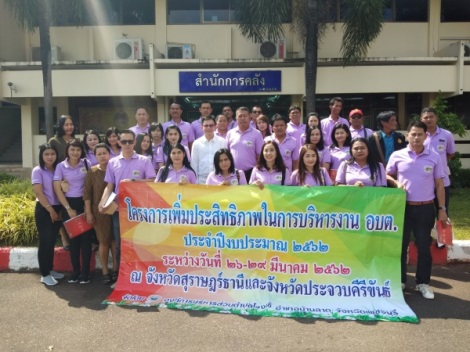 สำนักการคลัง
โครงการเพิ่มประสิทธิภาพในการบริหารงาน อบต.
ประจำปีงบประมาณ ๒๕๖๒
ระหว่างวันที่ ๒๖-๒๙ มีนาคม ๒๕๖๒
ณ จังหวัดสุราษฎร์ธานีและจังหวัดประจวบคีรีขันธ์